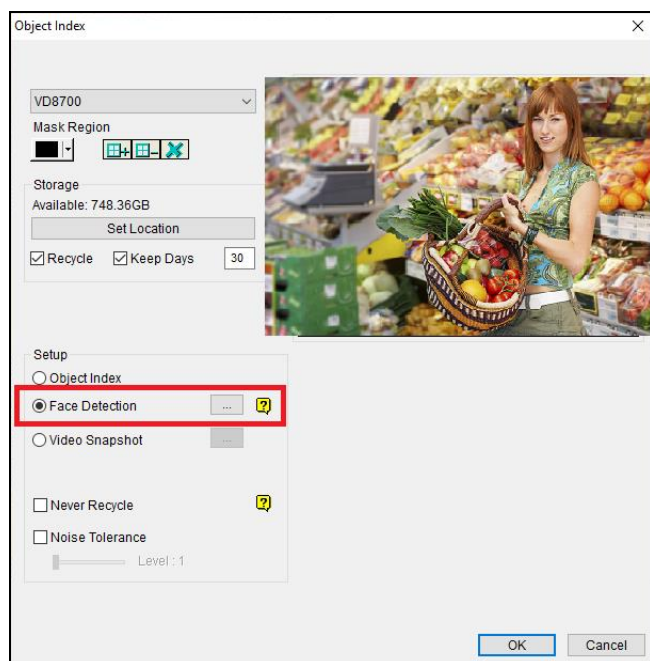 Object Index
VD8700
Mask Region
Storage
Available: 748.36GB
Set Location
Recycle Keep Days 30
Setup
Object Index
Face Detection ... ?
Video Snapshot ...
Never Recycle ?
Noise Tolerance
Level : 1
OK Cancel